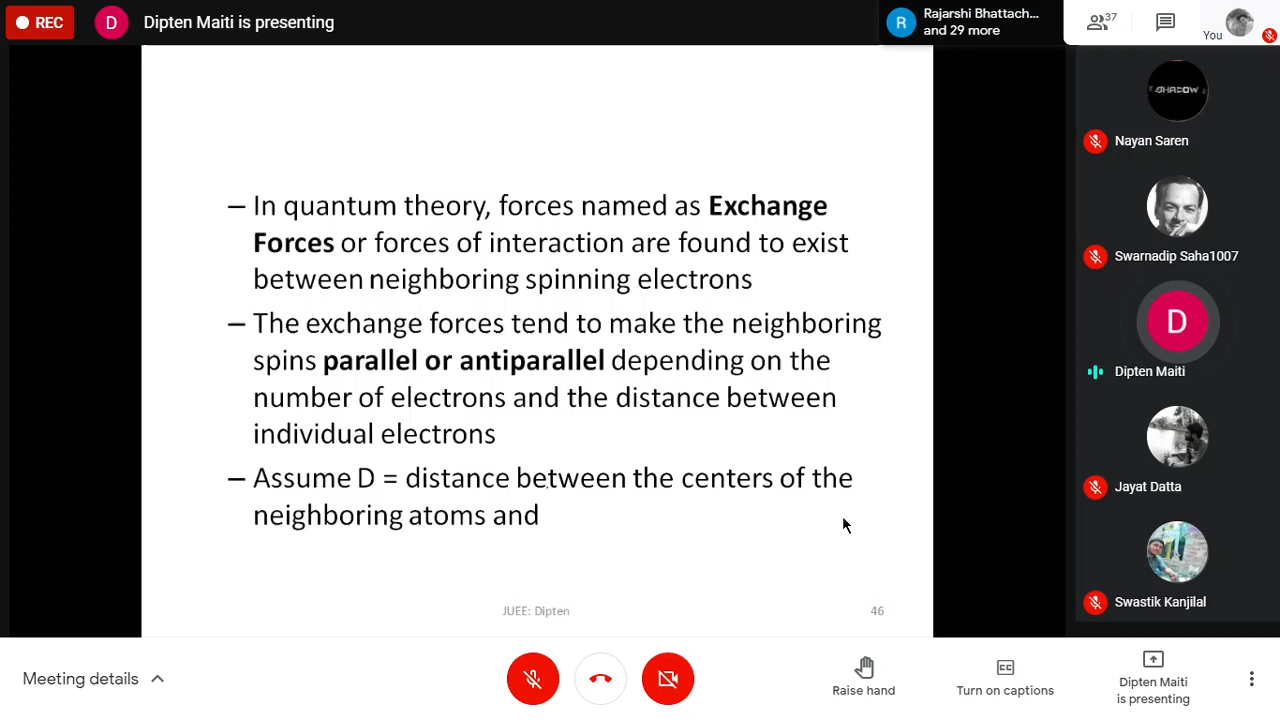 REC
D
Dipten Maiti is presenting
R
Rajarshi Bhattach...
and 29 more
37
You
SHADOW
Nayan Saren
Swarnadip Saha1007
D
Dipten Maiti
Jayat Datta
Swastik Kanjilal
– In quantum theory, forces named as Exchange
Forces or forces of interaction are found to exist
between neighboring spinning electrons
– The exchange forces tend to make the neighboring
spins parallel or antiparallel depending on the
number of electrons and the distance between
individual electrons
– Assume D = distance between the centers of the
neighboring atoms and
JUEE: Dipten
46
Meeting details
Raise hand
CC
Turn on captions
Dipten Maiti
is presenting